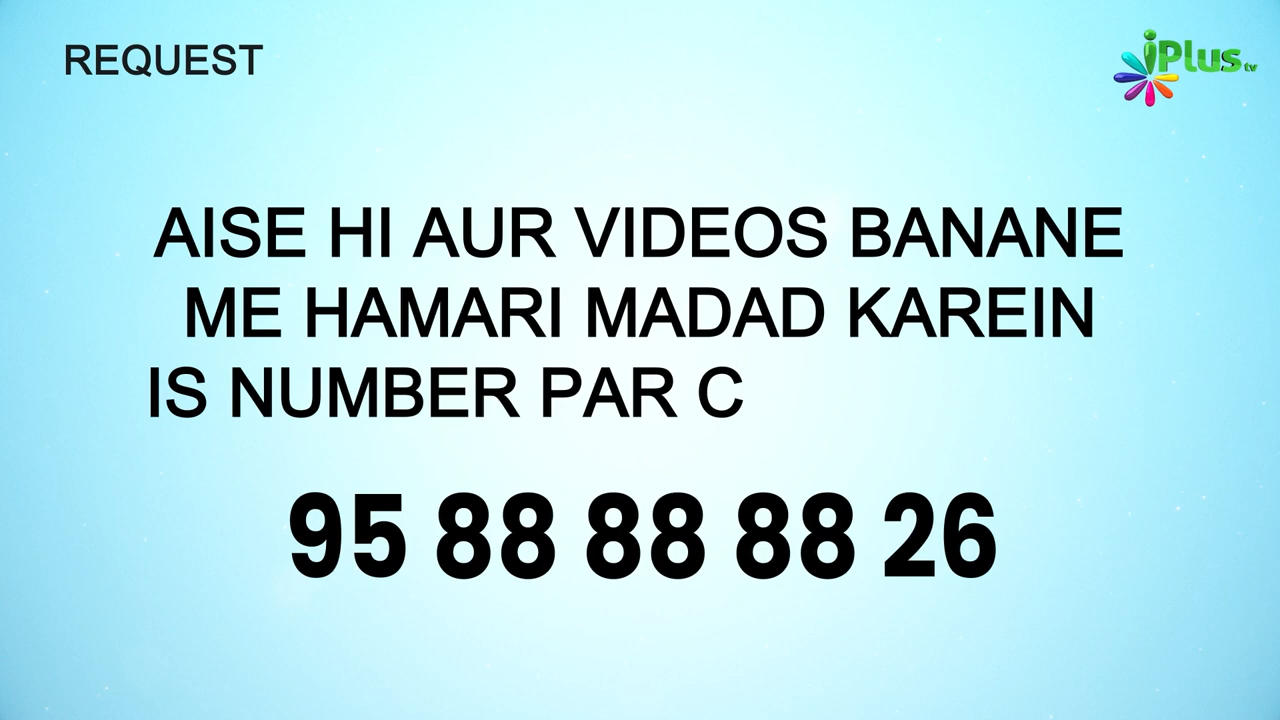 REQUEST
iPlus tv
AISE HI AUR VIDEOS BANANE
ME HAMARI MADAD KAREIN
IS NUMBER PAR C
95 88 88 88 26